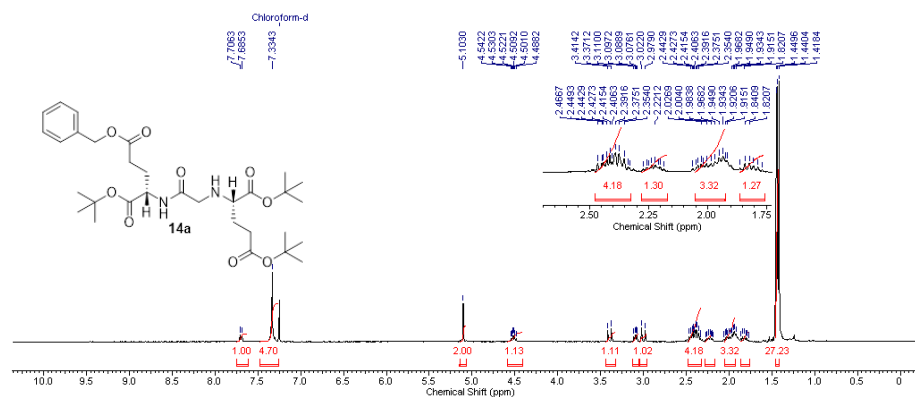 Chloroform-d
7.7063
7.6853
7.3343
5.1030
4.5422
4.5303
4.5221
4.5092
4.5010
4.4882
3.4142
3.3712
3.1100
3.0972
3.0889
3.0761
3.0220
2.9790
2.4429
2.4273
2.4154
2.4063
2.3916
2.3751
2.3540
1.9682
1.9490
1.9343
1.9151
1.8207
1.4496
1.4404
1.4184
2.4667
2.4493
2.4429
2.4273
2.4154
2.4063
2.3916
2.3751
2.3540
2.2212
2.0269
2.0040
1.9838
1.9682
1.9490
1.9343
1.9206
1.9151
1.8409
1.8207
4.18 1.30 3.32 1.27
2.50 2.25 2.00 1.75
Chemical Shift (ppm)
O
O
O
O
H
N
H
O
H
N
O
O
O
O
14a
1.00 4.70 2.00 1.13 1.11 1.02 4.18 3.32 27.23
10.0 9.5 9.0 8.5 8.0 7.5 7.0 6.5 6.0 5.5 5.0 4.5 4.0 3.5 3.0 2.5 2.0 1.5 1.0 0.5 0
Chemical Shift (ppm)